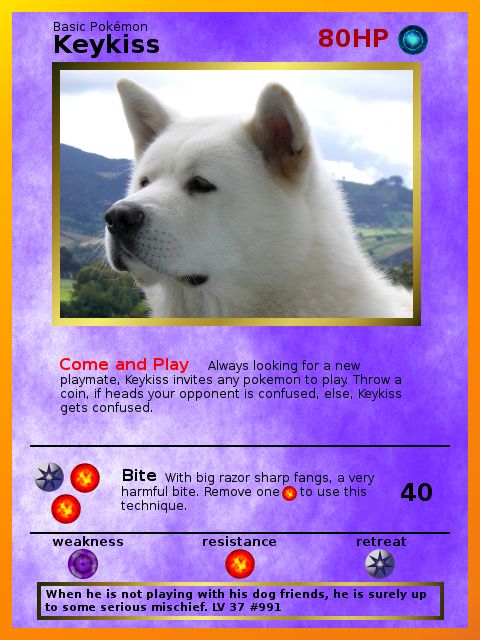 Basic Pokémon
Keykiss
80HP
Come and Play Always looking for a new
playmate, Keykiss invites any pokemon to play. Throw a
coin, if heads your opponent is confused, else, Keykiss
gets confused.
Bite With big razor sharp fangs, a very
harmful bite. Remove one to use this
technique.
40
weakness resistance retreat
When he is not playing with his dog friends, he is surely up
to some serious mischief. LV 37 #991